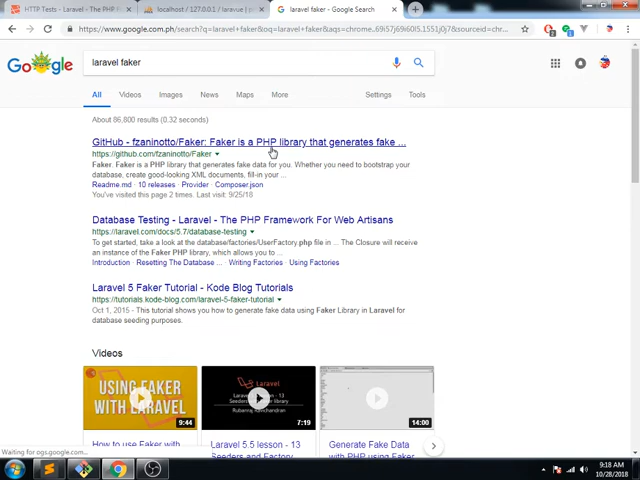 HTTP Tests - Laravel - The PHP F
localhost / 127.0.0.1 / laravue | p
laravel faker - Google Search
https://www.google.com.ph/search?q=laravel+faker&oq=laravel+faker&aqs=chrome..69i57j69i60l5.1551j0j7&sourceid=chr...
Google
laravel faker
All
Videos
Images
News
Maps
More
Settings
Tools
About 86,800 results (0.32 seconds)
GitHub - fzaninotto/Faker: Faker is a PHP library that generates fake ...
https://github.com/fzaninotto/Faker
Faker. Faker is a PHP library that generates fake data for you. Whether you need to bootstrap your
database, create good-looking XML documents, fill-in your ...
Readme.md · 10 releases · Provider · Composer.json
You've visited this page 2 times. Last visit: 9/25/18
Database Testing - Laravel - The PHP Framework For Web Artisans
https://laravel.com/docs/5.7/database-testing
To get started, take a look at the database/factories/UserFactory.php file in ... The Closure will receive
an instance of the Faker PHP library, which allows you to ...
Introduction · Resetting The Database ... · Writing Factories · Using Factories
Laravel 5 Faker Tutorial - Kode Blog Tutorials
https://tutorials.kode-blog.com/laravel-5-faker-tutorial
Oct 1, 2015 - This tutorial shows you how to generate fake data using Faker Library in Laravel for
database seeding purposes.
Videos
USING FAKER
WITH LARAVEL
9:44
Laravel
Laravel 5.5 lesson - 13
Seeders
library
Rubanraj Ravichandran
7:19
14:00
How to use Faker with
Laravel 5.5 lesson - 13
Seeders and Factory
Generate Fake Data
with PHP using Faker
Waiting for ogs.google.com...
9:18 AM
10/28/2018